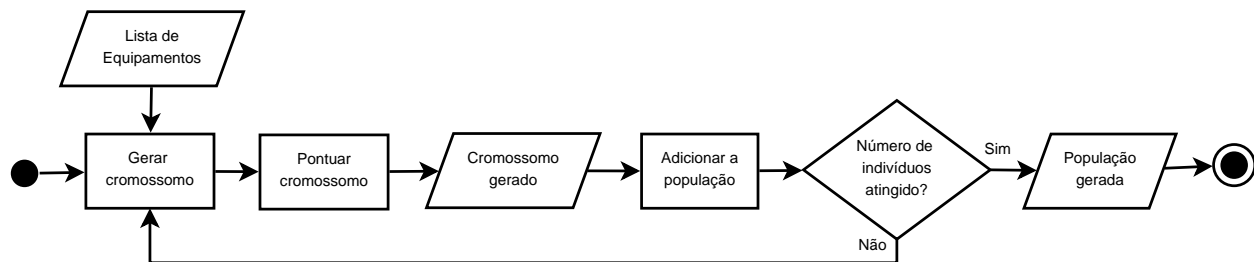 Lista de
Equipamentos
Gerar
cromossomo
Pontuar
cromossomo
Cromossomo
gerado
Adicionar a
população
Número de
indivíduos
atingido?
Sim
Não
População
gerada